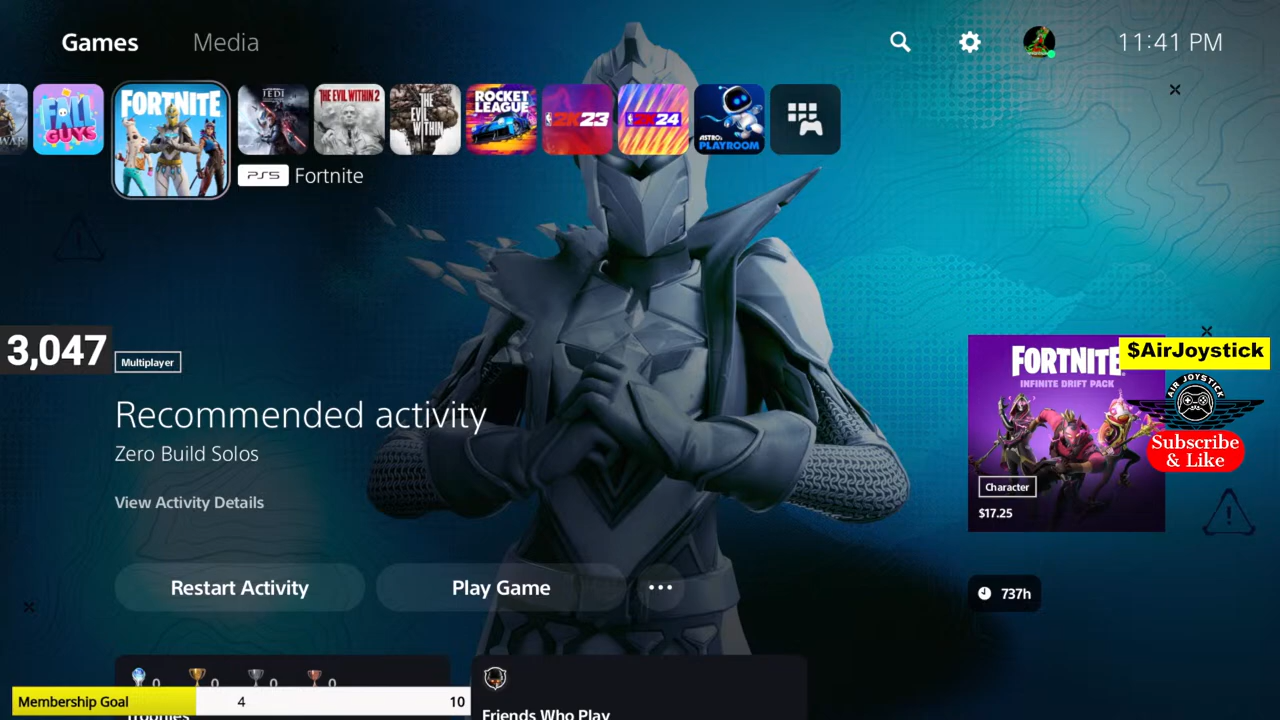 Games
Media
11:41 PM
WAR
FALL
GUYS
FORTNITE
JEDI
THE EVIL WITHIN 2
THE
EVIL
WITHIN
ROCKET
LEAGUE
2K23
2K24
ASTRO's
PLAYROOM
PS5
Fortnite
3,047
Multiplayer
Recommended activity
Zero Build Solos
View Activity Details
Restart Activity
Play Game
FORTNITE
INFINITE DRIFT PACK
Character
$17.25
$AirJoystick
AIR JOYSTICK
Subscribe
& Like
737h
0
0
0
0
Trophies
Friends Who Play
Membership Goal
4
10